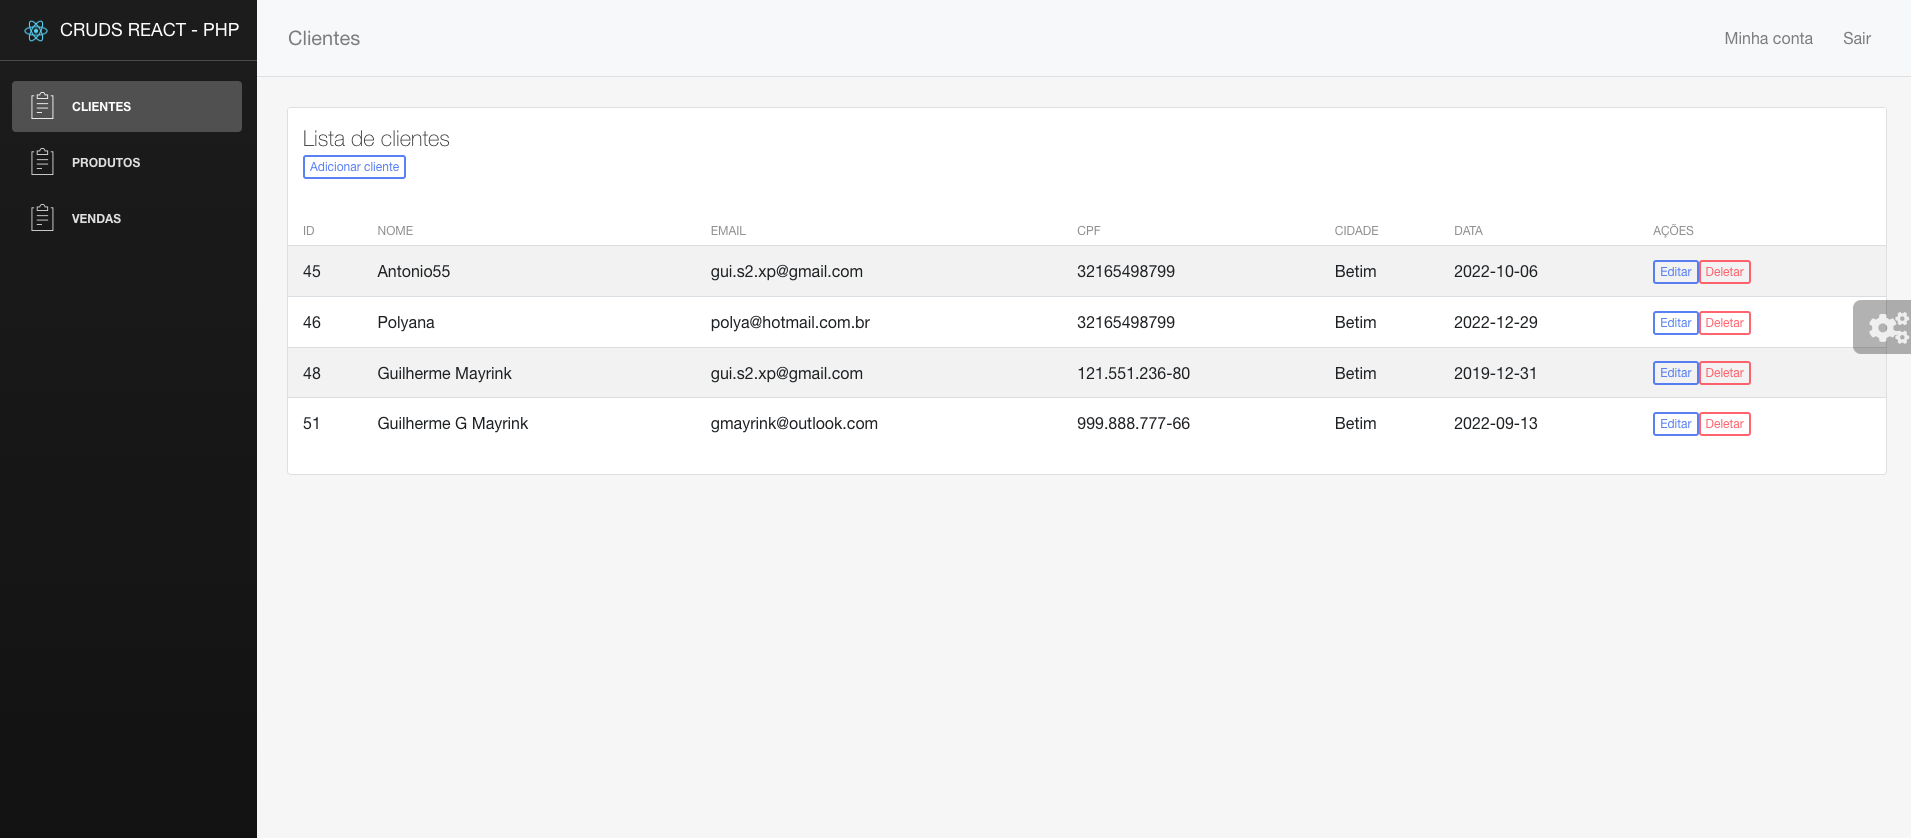 CRUDS REACT - PHP
CLIENTES
PRODUTOS
VENDAS
Clientes
Minha conta Sair
Lista de clientes
Adicionar cliente
ID NOME EMAIL CPF CIDADE DATA AÇÕES
45 Antonio55 gui.s2.xp@gmail.com 32165498799 Betim 2022-10-06 Editar Deletar
46 Polyana polya@hotmail.com.br 32165498799 Betim 2022-12-29 Editar Deletar
48 Guilherme Mayrink gui.s2.xp@gmail.com 121.551.236-80 Betim 2019-12-31 Editar Deletar
51 Guilherme G Mayrink gmayrink@outlook.com 999.888.777-66 Betim 2022-09-13 Editar Deletar